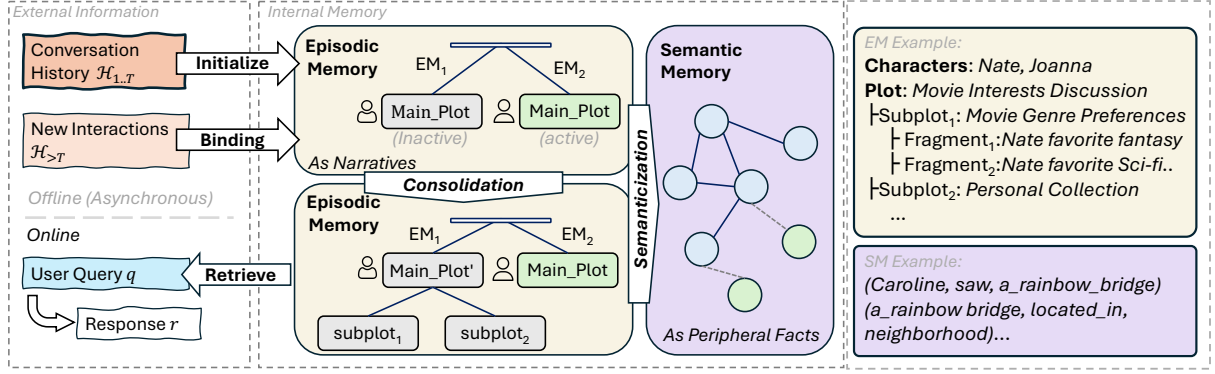 External Information
Conversation
History ℋ₁..T
Initialize
New Interactions
ℋ>T
Binding
Offline (Asynchronous)
Online
User Query q
Retrieve
Response r
Internal Memory
Episodic
Memory
EM₁
EM₂
Main_Plot
Main_Plot
(Inactive)
(active)
As Narratives
Consolidation
Episodic
Memory
EM₁
EM₂
Main_Plot'
Main_Plot
subplot₁
subplot₂
Semanticization
Semantic
Memory
As Peripheral Facts
EM Example:
Characters: Nate, Joanna
Plot: Movie Interests Discussion
├Subplot₁: Movie Genre Preferences
├ Fragment₁:Nate favorite fantasy
├ Fragment₂:Nate favorite Sci-fi..
├Subplot₂: Personal Collection
...
SM Example:
(Caroline, saw, a_rainbow_bridge)
(a_rainbow bridge, located_in,
neighborhood)...